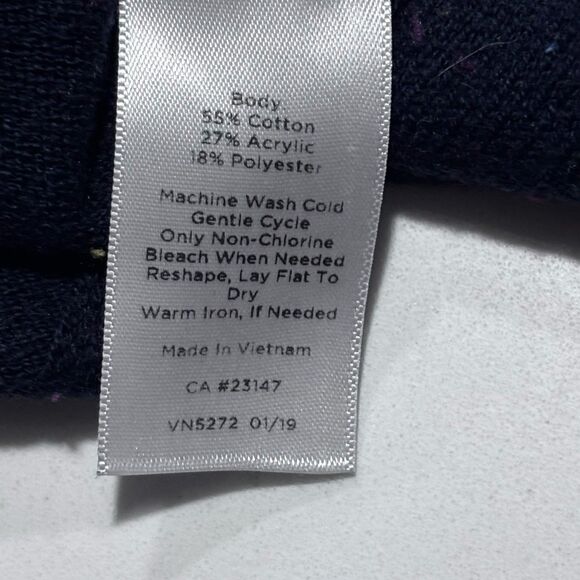 Body
55% Cotton
27% Acrylic
18% Polyester
Machine Wash Cold
Gentle Cycle
Only Non-Chlorine
Bleach When Needed
Reshape, Lay Flat To
Dry
Warm Iron, If Needed
Made In Vietnam
CA #23147
VN5272 01/19